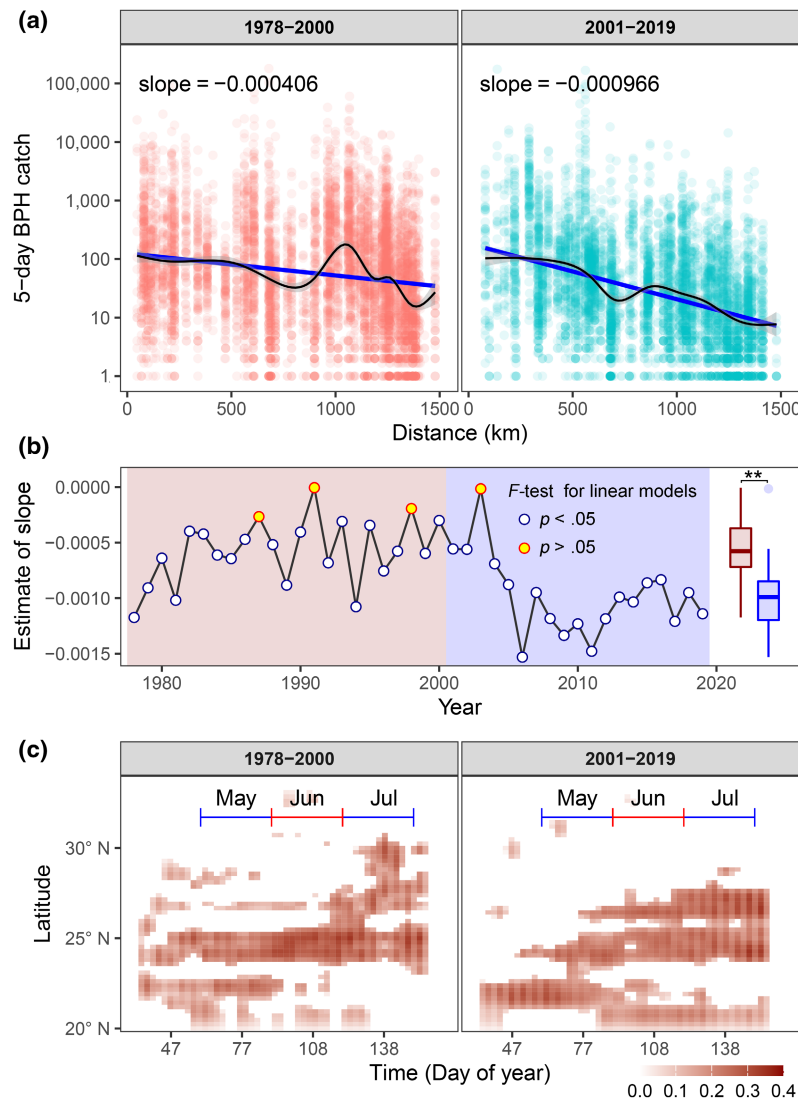 (a)
1978−2000
2001−2019
slope = −0.000406
slope = −0.000966
5−day BPH catch
100,000
10,000
1,000
100
10
1
0
500
1000
1500
0
500
1000
1500
Distance (km)
(b)
Estimate of slope
0.0000
−0.0005
−0.0010
−0.0015
F-test for linear models
p < .05
p > .05
**
1980
1990
2000
2010
2020
Year
(c)
1978−2000
2001−2019
May
Jun
Jul
May
Jun
Jul
Latitude
30° N
25° N
20° N
47
77
108
138
47
77
108
138
Time (Day of year)
0.0 0.1 0.2 0.3 0.4